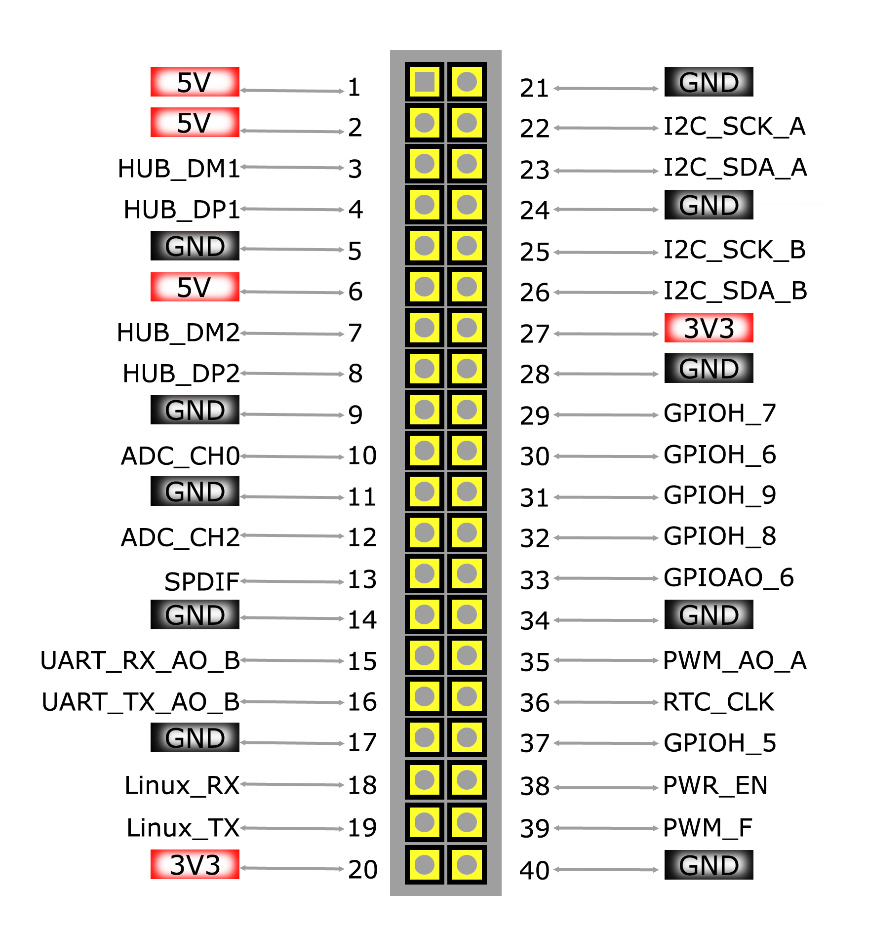 5V 1 21 GND
5V 2 22 I2C_SCK_A
HUB_DM1 3 23 I2C_SDA_A
HUB_DP1 4 24 GND
GND 5 25 I2C_SCK_B
5V 6 26 I2C_SDA_B
HUB_DM2 7 27 3V3
HUB_DP2 8 28 GND
GND 9 29 GPIOH_7
ADC_CH0 10 30 GPIOH_6
GND 11 31 GPIOH_9
ADC_CH2 12 32 GPIOH_8
SPDIF 13 33 GPIOAO_6
GND 14 34 GND
UART_RX_AO_B 15 35 PWM_AO_A
UART_TX_AO_B 16 36 RTC_CLK
GND 17 37 GPIOH_5
Linux_RX 18 38 PWR_EN
Linux_TX 19 39 PWM_F
3V3 20 40 GND